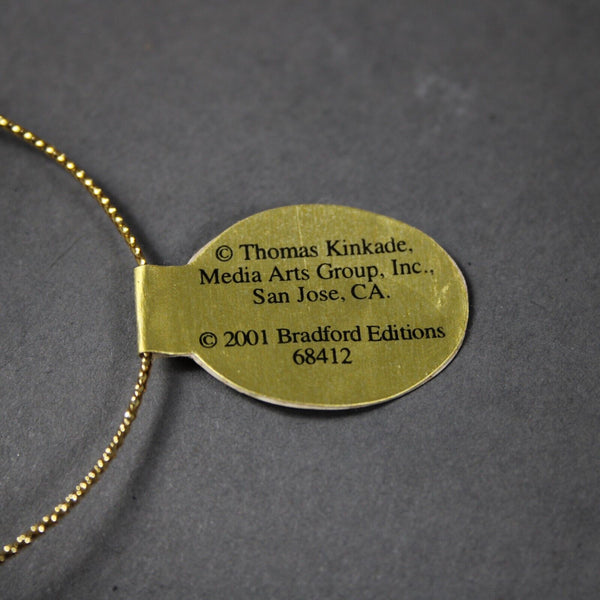 © Thomas Kinkade,
Media Arts Group, Inc.,
San Jose, CA.
© 2001 Bradford Editions
68412